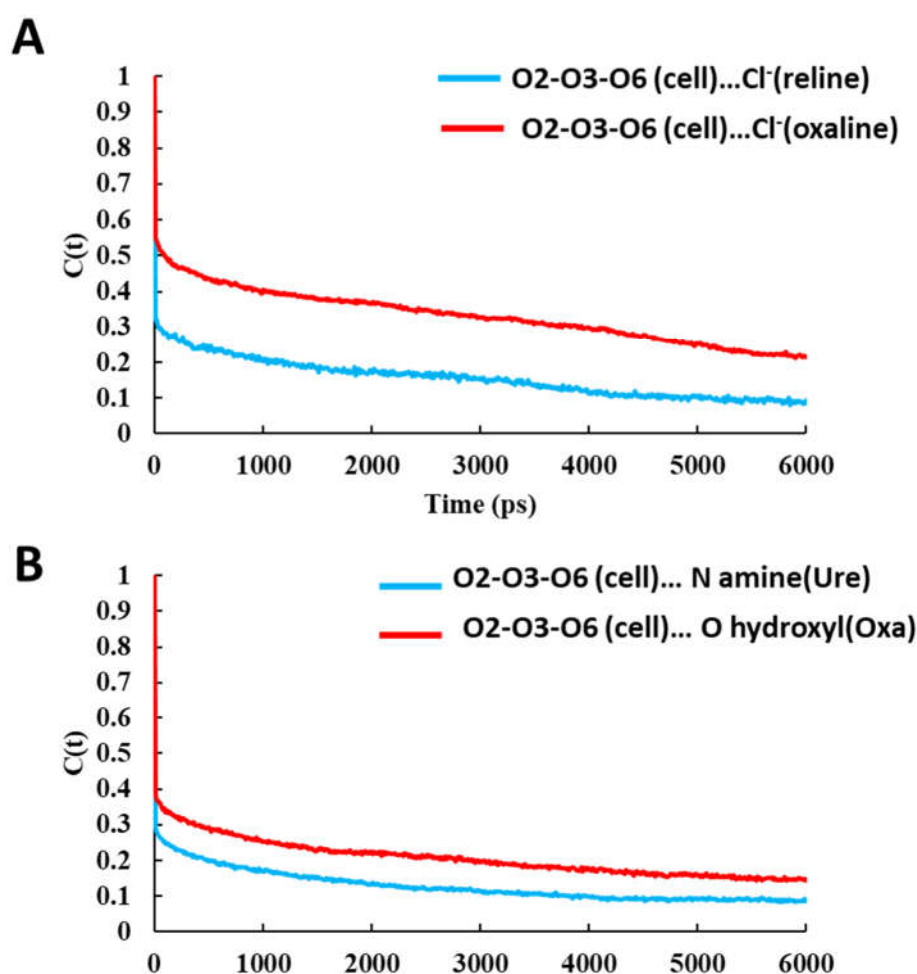 A
O2-O3-O6 (cell)...Cl⁻(reline)
O2-O3-O6 (cell)...Cl⁻(oxaline)
1
0.9
0.8
0.7
0.6
0.5
0.4
0.3
0.2
0.1
0
C(t)
0 1000 2000 3000 4000 5000 6000
Time (ps)
B
O2-O3-O6 (cell)... N amine(Ure)
O2-O3-O6 (cell)... O hydroxyl(Oxa)
1
0.9
0.8
0.7
0.6
0.5
0.4
0.3
0.2
0.1
0
C(t)
0 1000 2000 3000 4000 5000 6000